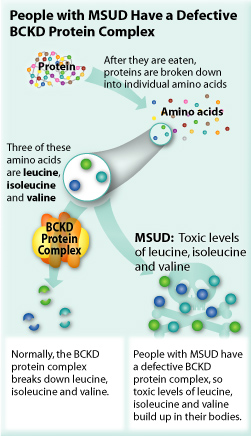 People with MSUD Have a Defective
BCKD Protein Complex
After they are eaten,
proteins are broken down
into individual amino acids
Protein
Amino acids
Three of these
amino acids
are leucine,
isoleucine
and valine
BCKD
Protein
Complex
MSUD: Toxic levels
of leucine, isoleucine
and valine
Normally, the BCKD
protein complex
breaks down leucine,
isoleucine and valine.
People with MSUD have
a defective BCKD
protein complex, so
toxic levels of leucine,
isoleucine and valine
build up in their bodies.